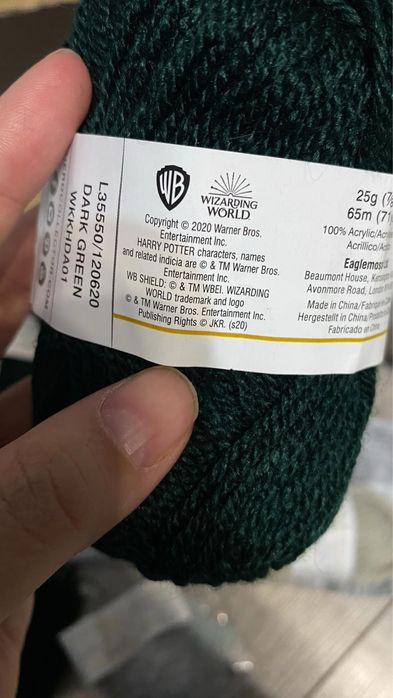 L35550/120620
DARK GREEN
WKKHDA01
WB
WIZARDING
WORLD
Copyright © 2020 Warner Bros.
Entertainment Inc.
HARRY POTTER characters, names
and related indicia are © & TM Warner Bros.
Entertainment Inc.
WB SHIELD: © & TM WBEI. WIZARDING
WORLD trademark and logo
© & TM Warner Bros. Entertainment Inc.
Publishing Rights © JKR. (s20)
25g
65m
100% Acrylic
Acrilico
Eaglemoss
Beaumont House,
Avonmore Road,
Made in China
Hergestellt in China
Fabricado en China